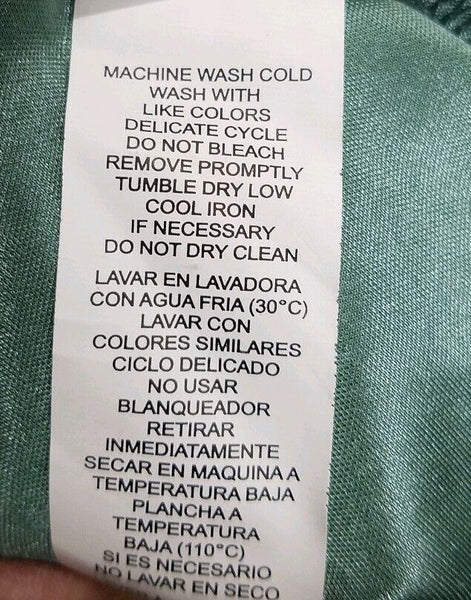 MACHINE WASH COLD
WASH WITH
LIKE COLORS
DELICATE CYCLE
DO NOT BLEACH
REMOVE PROMPTLY
TUMBLE DRY LOW
COOL IRON
IF NECESSARY
DO NOT DRY CLEAN
LAVAR EN LAVADORA
CON AGUA FRIA (30°C)
LAVAR CON
COLORES SIMILARES
CICLO DELICADO
NO USAR
BLANQUEADOR
RETIRAR
INMEDIATAMENTE
SECAR EN MAQUINA A
TEMPERATURA BAJA
PLANCHA A
TEMPERATURA
BAJA (110°C)
SI ES NECESARIO
NO LAVAR EN SECO